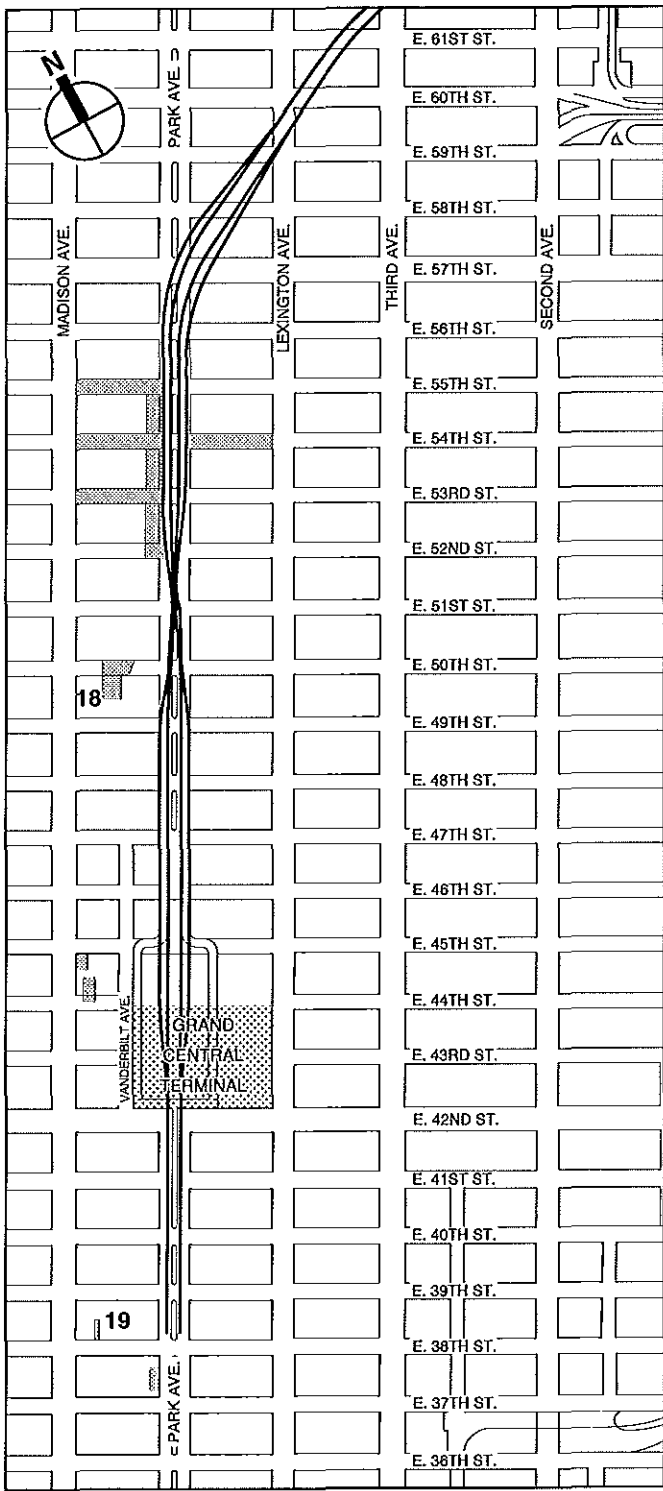 N
PARK AVE.
E. 61ST ST.
E. 60TH ST.
E. 59TH ST.
E. 58TH ST.
MADISON AVE.
LEXINGTON AVE.
THIRD AVE.
SECOND AVE.
E. 57TH ST.
E. 56TH ST.
E. 55TH ST.
E. 54TH ST.
E. 53RD ST.
E. 52ND ST.
E. 51ST ST.
E. 50TH ST.
18
E. 49TH ST.
E. 48TH ST.
E. 47TH ST.
E. 46TH ST.
E. 45TH ST.
E. 44TH ST.
VANDERBILT AVE.
GRAND
CENTRAL
TERMINAL
E. 43RD ST.
E. 42ND ST.
E. 41ST ST.
E. 40TH ST.
E. 39TH ST.
19
E. 38TH ST.
PARK AVE.
E. 37TH ST.
E. 36TH ST.